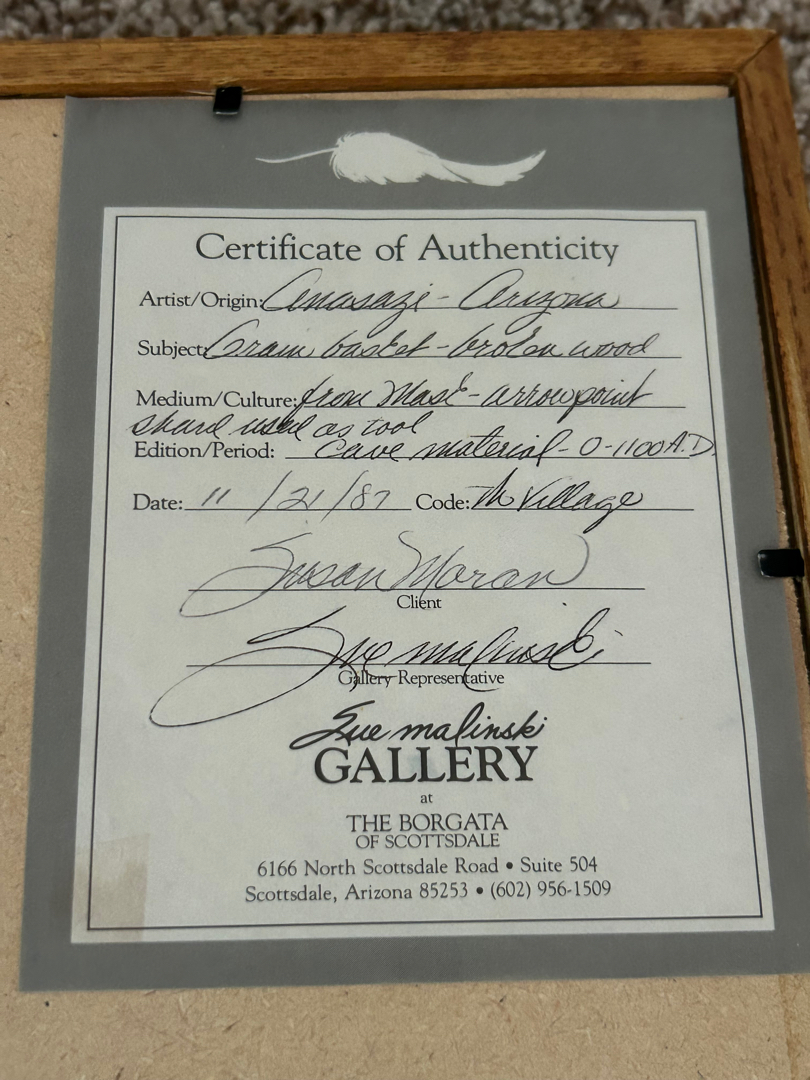 Certificate of Authenticity
Artist/Origin: Anasazi - Arizona
Subject: Grain basket - broken wood
Medium/Culture: from Mask - arrowpoint
shard used as tool
Edition/Period: Cave material - 0-1100 A.D.
Date: 11/21/87 Code: Village
Susan Moran
Client
Sue Malinski
Gallery Representative
Sue malinski
GALLERY
at
THE BORGATA
OF SCOTTSDALE
6166 North Scottsdale Road • Suite 504
Scottsdale, Arizona 85253 • (602) 956-1509